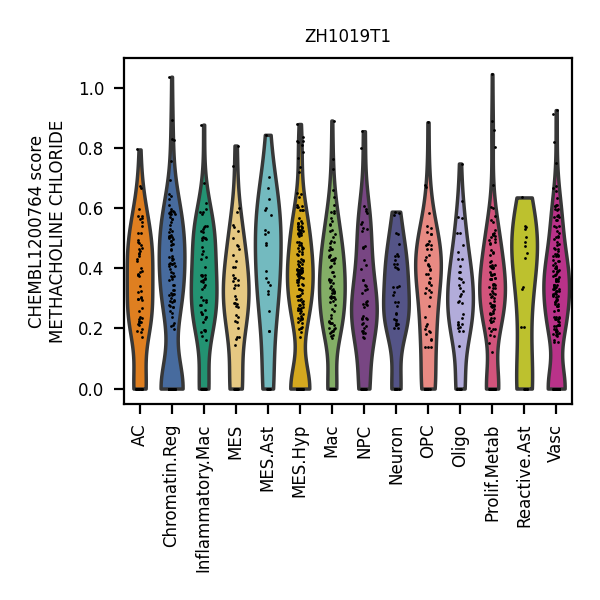 ZH1019T1
CHEMBL1200764 score
METHACHOLINE CHLORIDE
1.0
0.8
0.6
0.4
0.2
0.0
AC
Chromatin.Reg
Inflammatory.Mac
MES
MES.Ast
MES.Hyp
Mac
NPC
Neuron
OPC
Oligo
Prolif.Metab
Reactive.Ast
Vasc